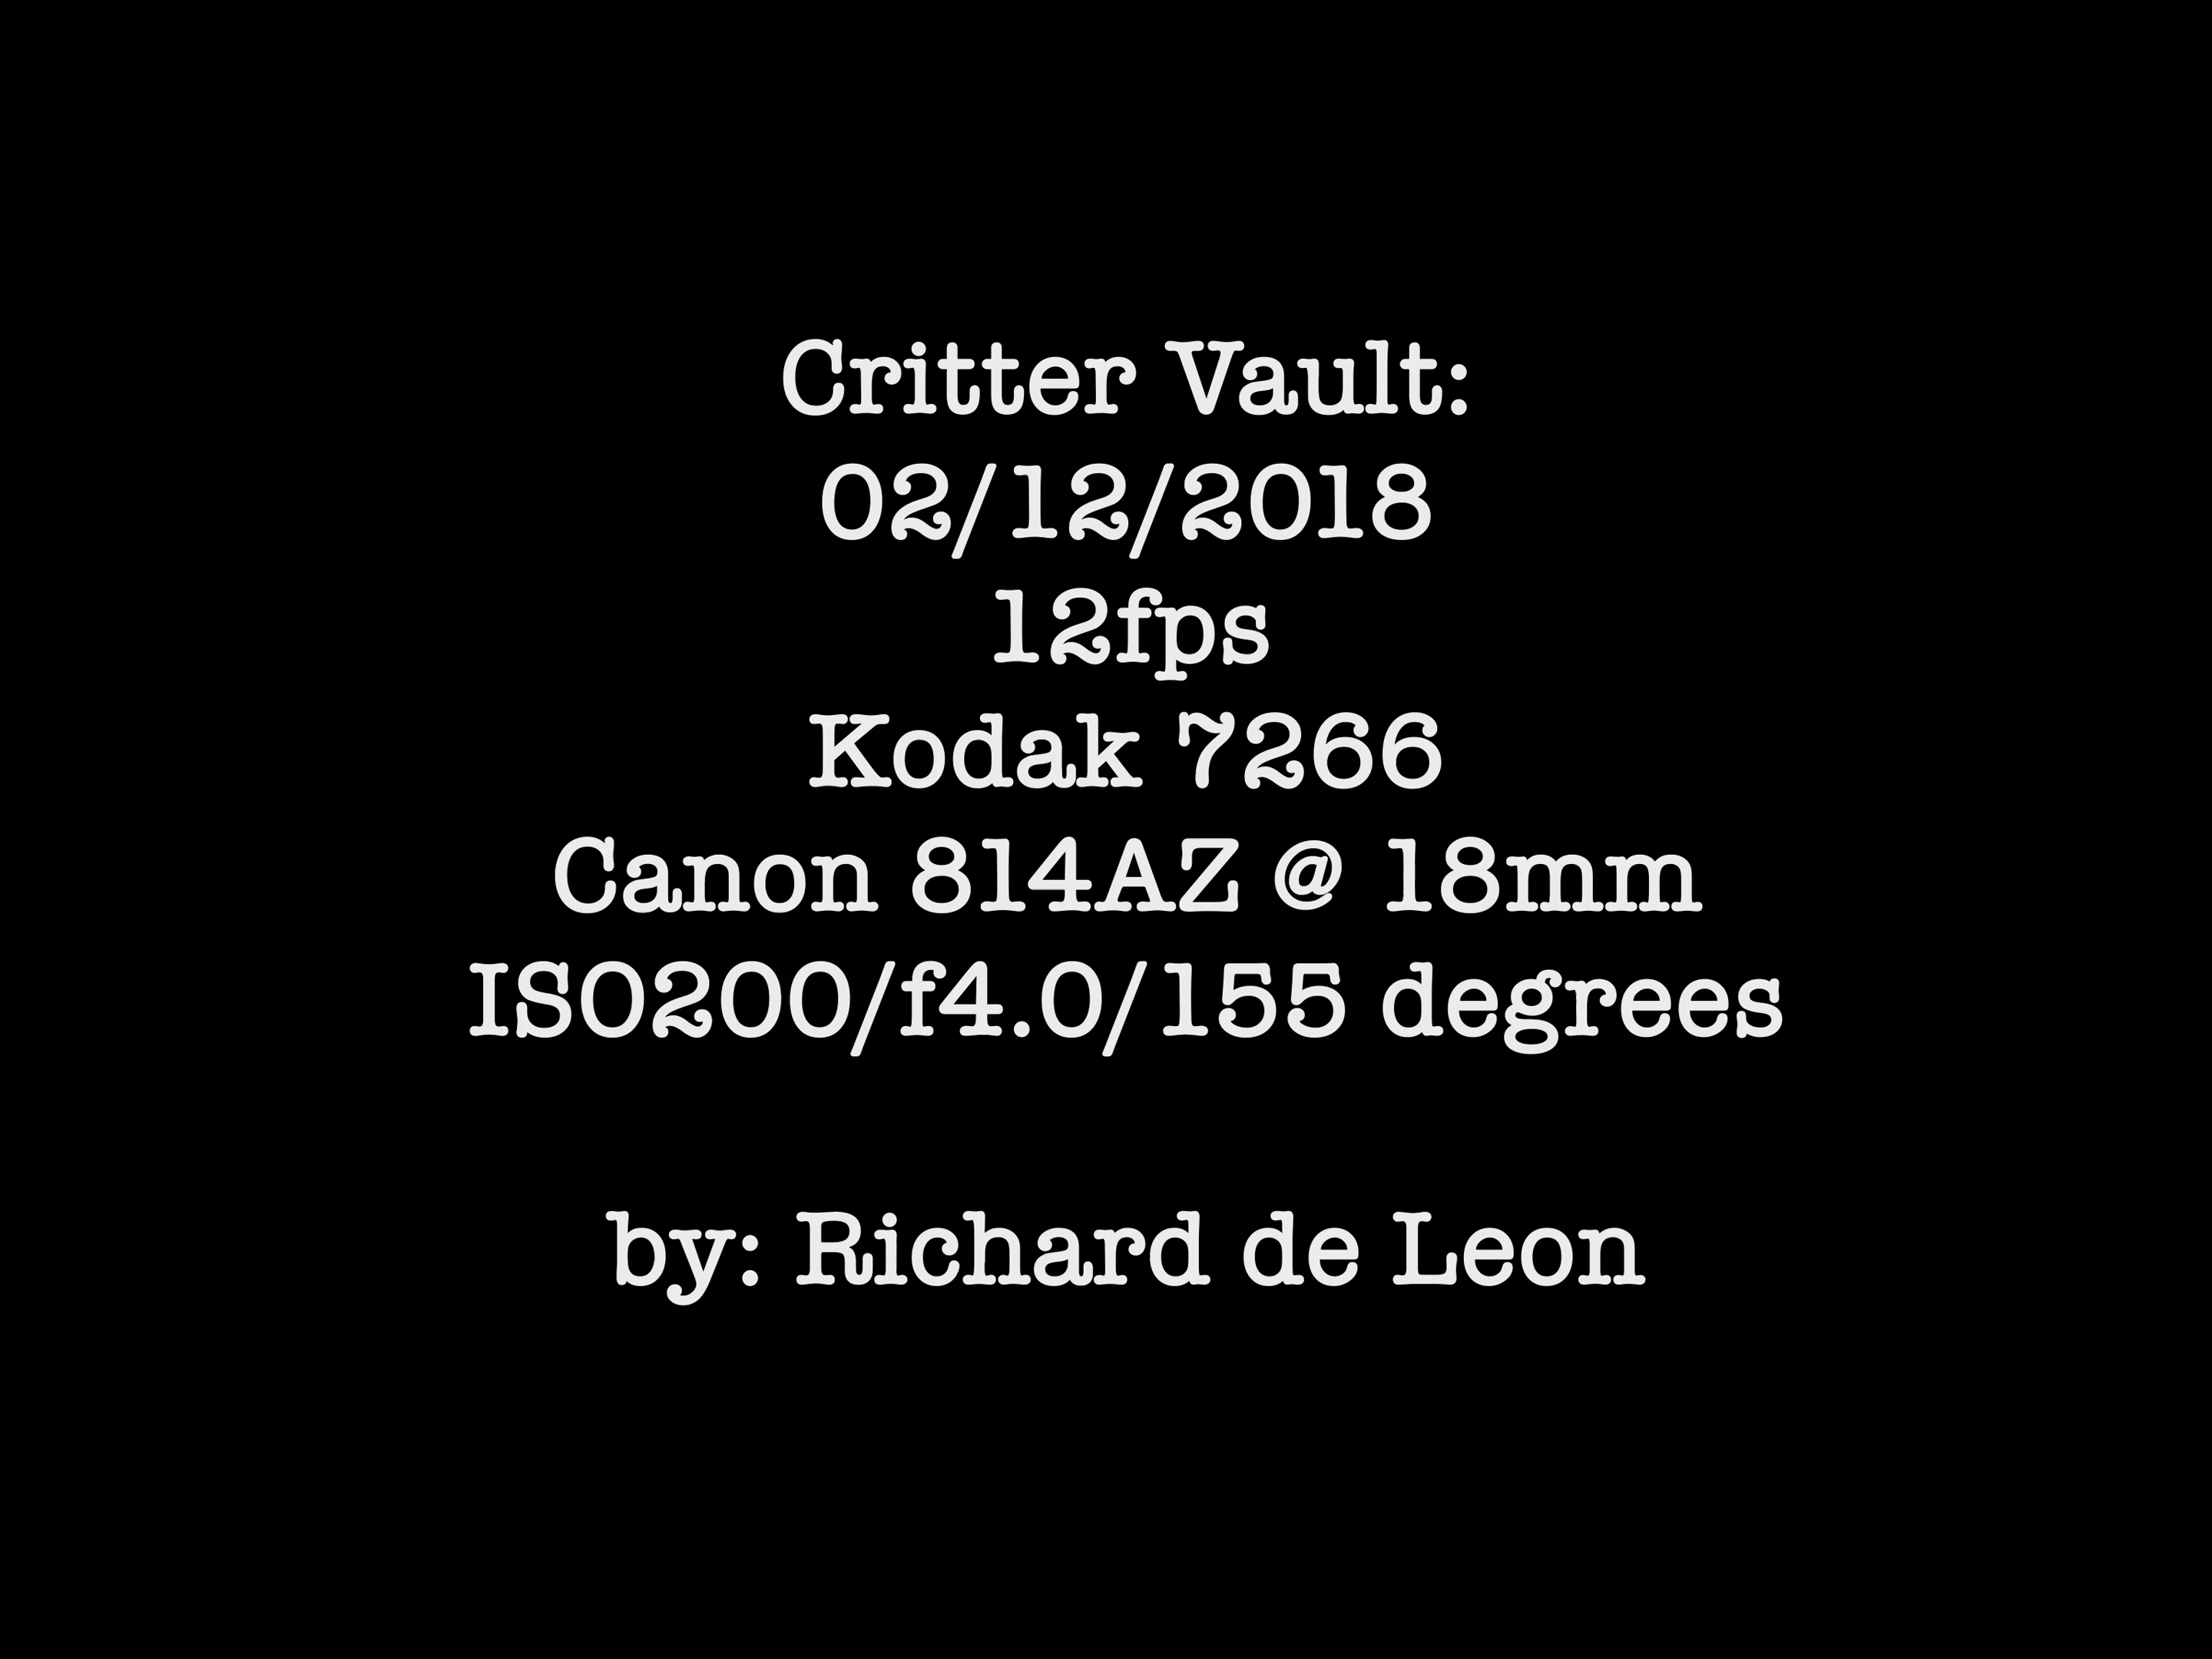 Critter Vault:
02/12/2018
12fps
Kodak 7266
Canon 814AZ @ 18mm
ISO200/f4.0/155 degrees
by: Richard de Leon